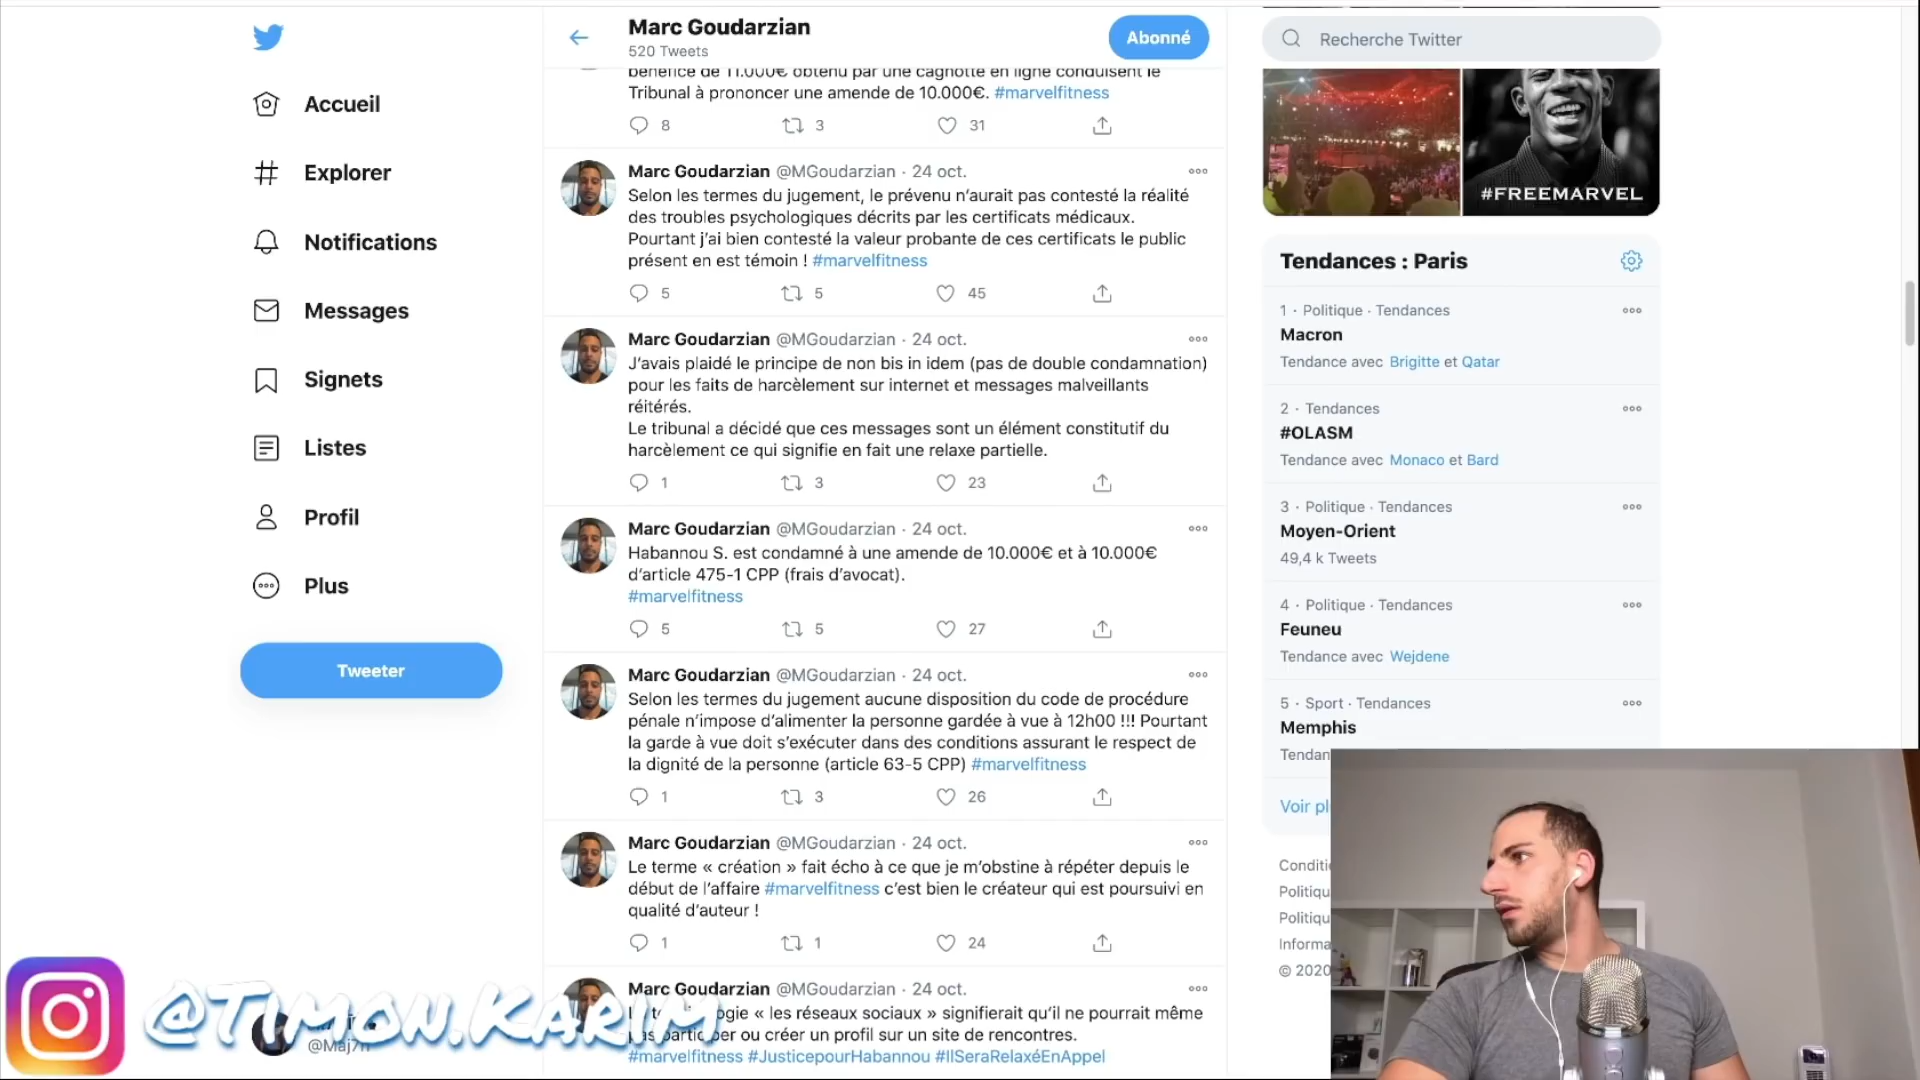 Accueil
Explorer
Notifications
Messages
Signets
Listes
Profil
Plus
Tweeter
@Maj7n
@Timon.Karim
Marc Goudarzian
520 Tweets
Abonné
bénéfice de 11.000€ obtenu par une cagnotte en ligne conduisent le
Tribunal à prononcer une amende de 10.000€. #marvelfitness
8 3 31
Marc Goudarzian @MGoudarzian · 24 oct.
Selon les termes du jugement, le prévenu n’aurait pas contesté la réalité
des troubles psychologiques décrits par les certificats médicaux.
Pourtant j’ai bien contesté la valeur probante de ces certificats le public
présent en est témoin ! #marvelfitness
5 5 45
Marc Goudarzian @MGoudarzian · 24 oct.
J’avais plaidé le principe de non bis in idem (pas de double condamnation)
pour les faits de harcèlement sur internet et messages malveillants
réitérés.
Le tribunal a décidé que ces messages sont un élément constitutif du
harcèlement ce qui signifie en fait une relaxe partielle.
1 3 23
Marc Goudarzian @MGoudarzian · 24 oct.
Habannou S. est condamné à une amende de 10.000€ et à 10.000€
d’article 475-1 CPP (frais d’avocat).
#marvelfitness
5 5 27
Marc Goudarzian @MGoudarzian · 24 oct.
Selon les termes du jugement aucune disposition du code de procédure
pénale n’impose d’alimenter la personne gardée à vue à 12h00 !!! Pourtant
la garde à vue doit s’exécuter dans des conditions assurant le respect de
la dignité de la personne (article 63-5 CPP) #marvelfitness
1 3 26
Marc Goudarzian @MGoudarzian · 24 oct.
Le terme « création » fait écho à ce que je m’obstine à répéter depuis le
début de l’affaire #marvelfitness c’est bien le créateur qui est poursuivi en
qualité d’auteur !
1 1 24
Marc Goudarzian @MGoudarzian · 24 oct.
ogie « les réseaux sociaux » signifierait qu’il ne pourrait même
pas participer ou créer un profil sur un site de rencontres.
#marvelfitness #JusticepourHabannou #IlSeraRelaxéEnAppel
Recherche Twitter
#FREEMARVEL
Tendances : Paris
1 · Politique · Tendances
Macron
Tendance avec Brigitte et Qatar
2 · Tendances
#OLASM
Tendance avec Monaco et Bard
3 · Politique · Tendances
Moyen-Orient
49,4 k Tweets
4 · Politique · Tendances
Feuneu
Tendance avec Wejdene
5 · Sport · Tendances
Memphis
Tendan
Voir pl
Conditi
Politiqu
Politiqu
Informa
© 2020